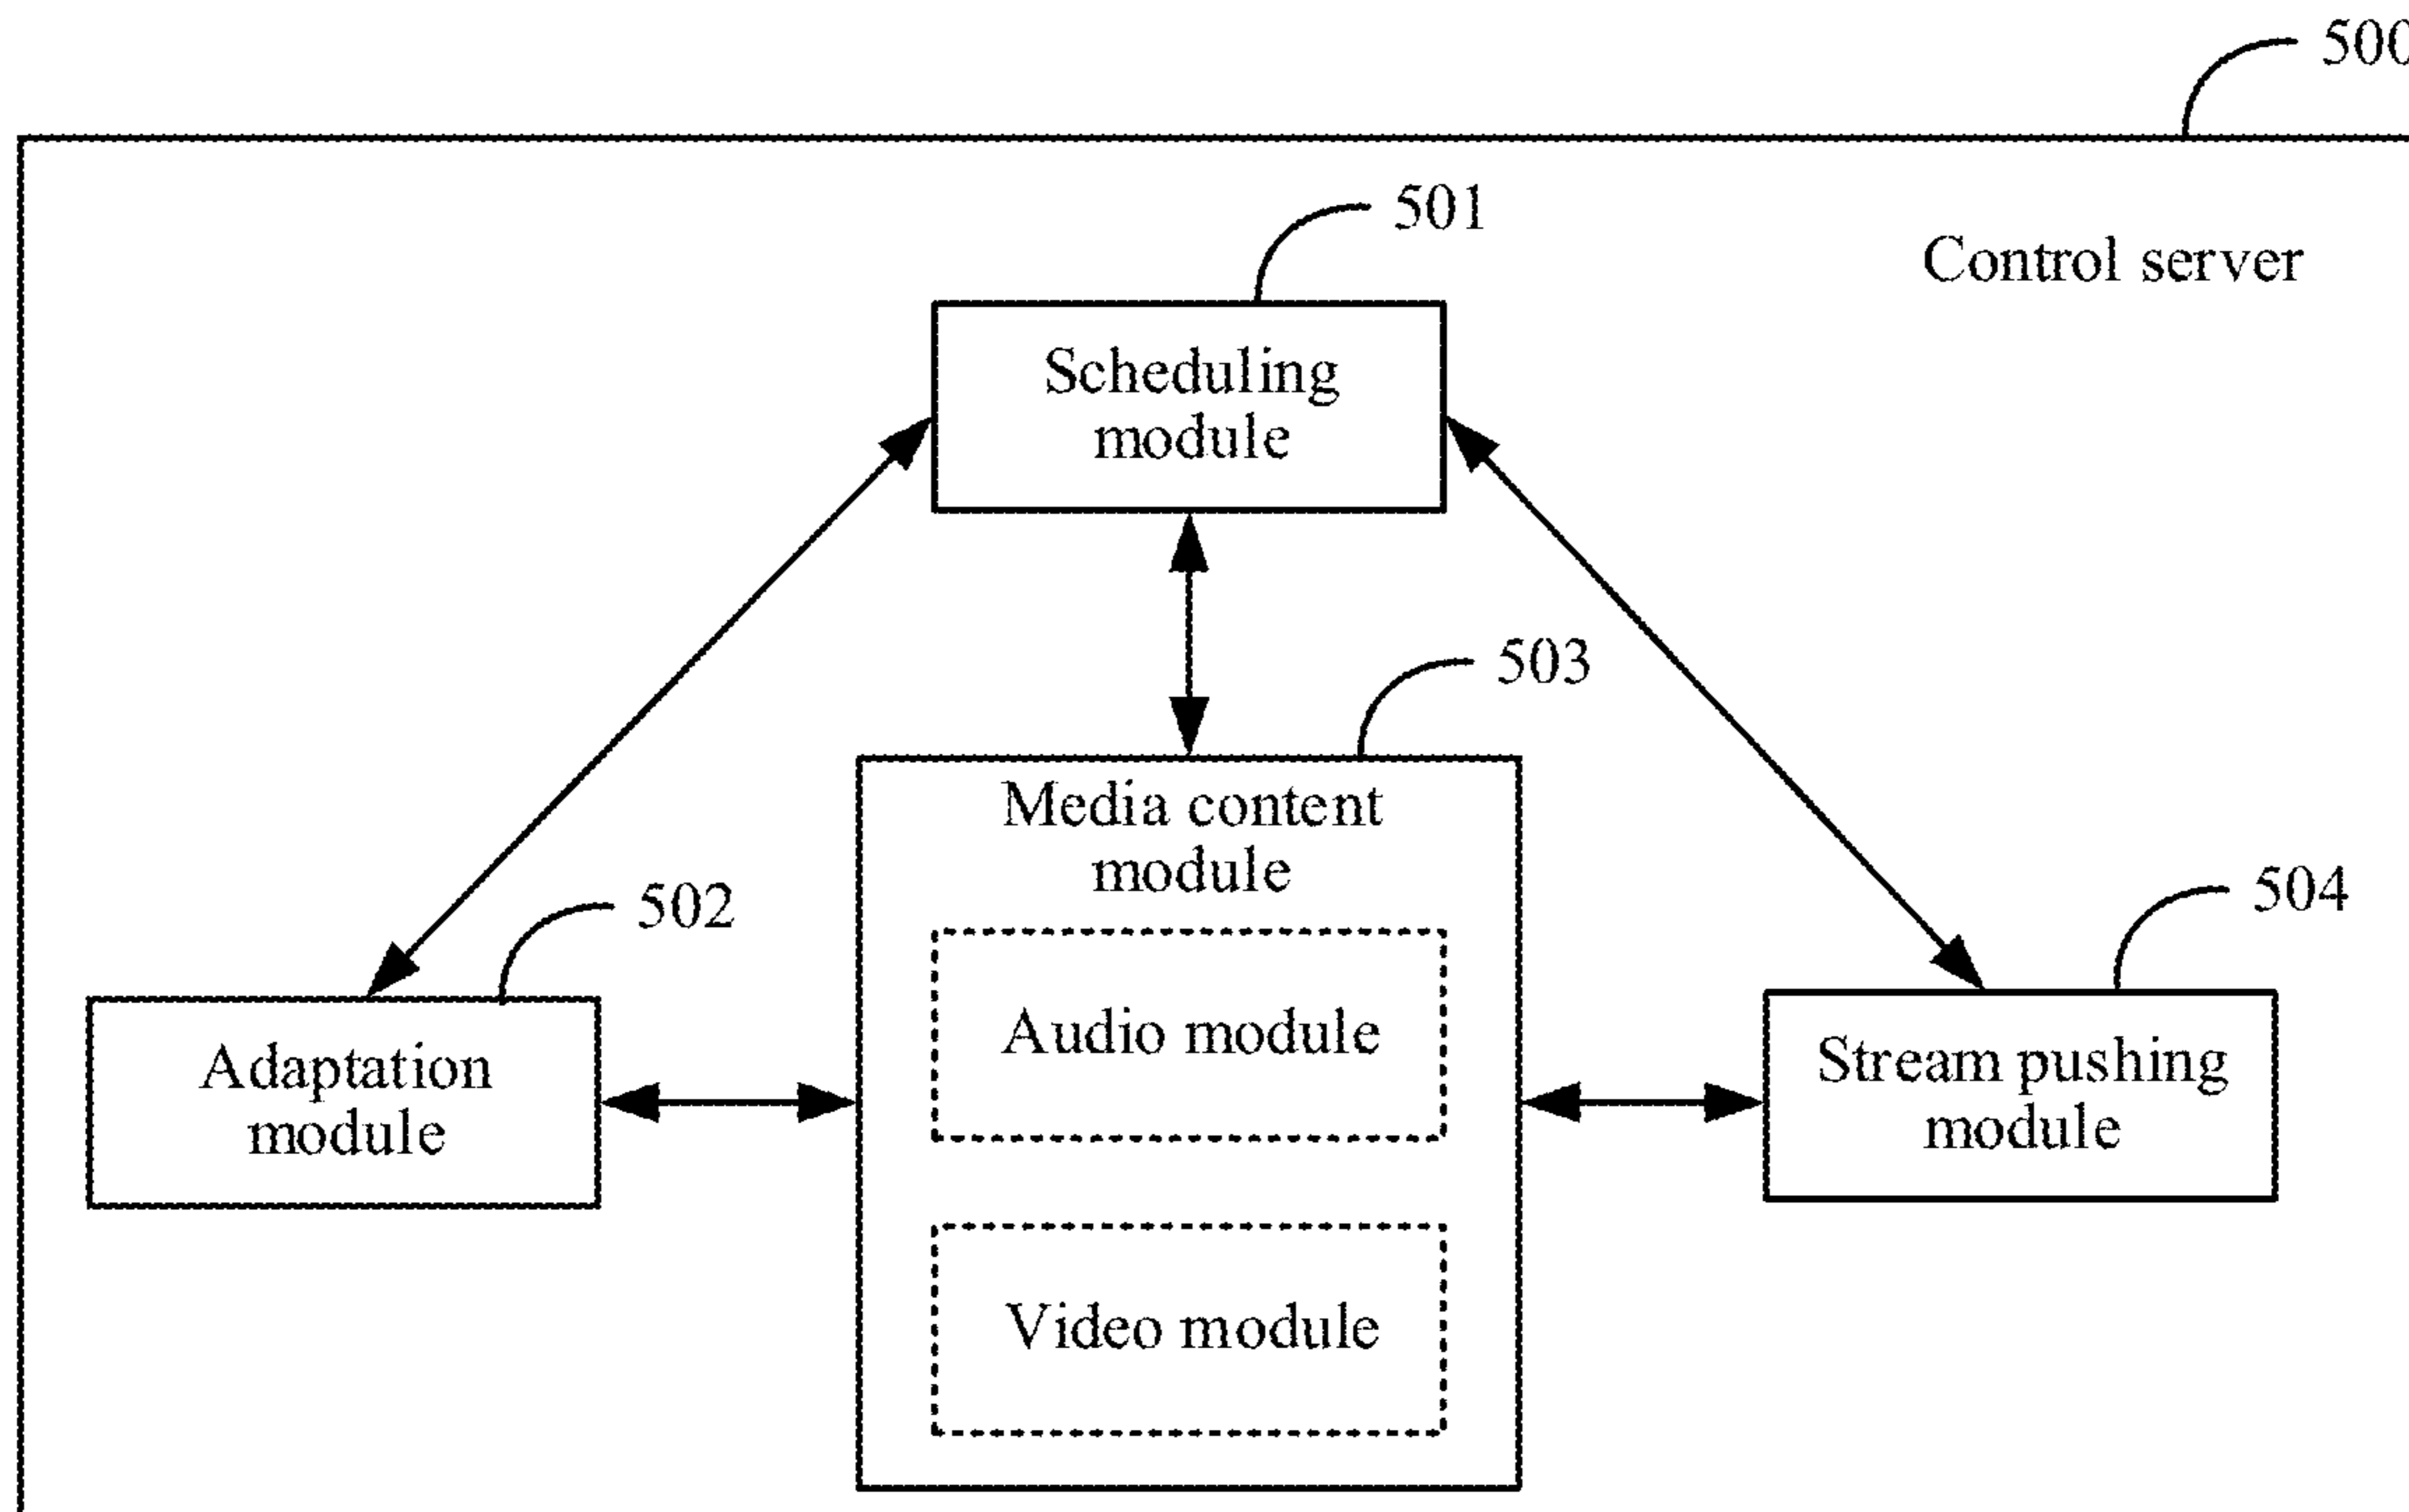 500
501
Control server
Scheduling
module
503
Media content
module
502
504
Audio module
Adaptation
module
Stream pushing
module
Video module